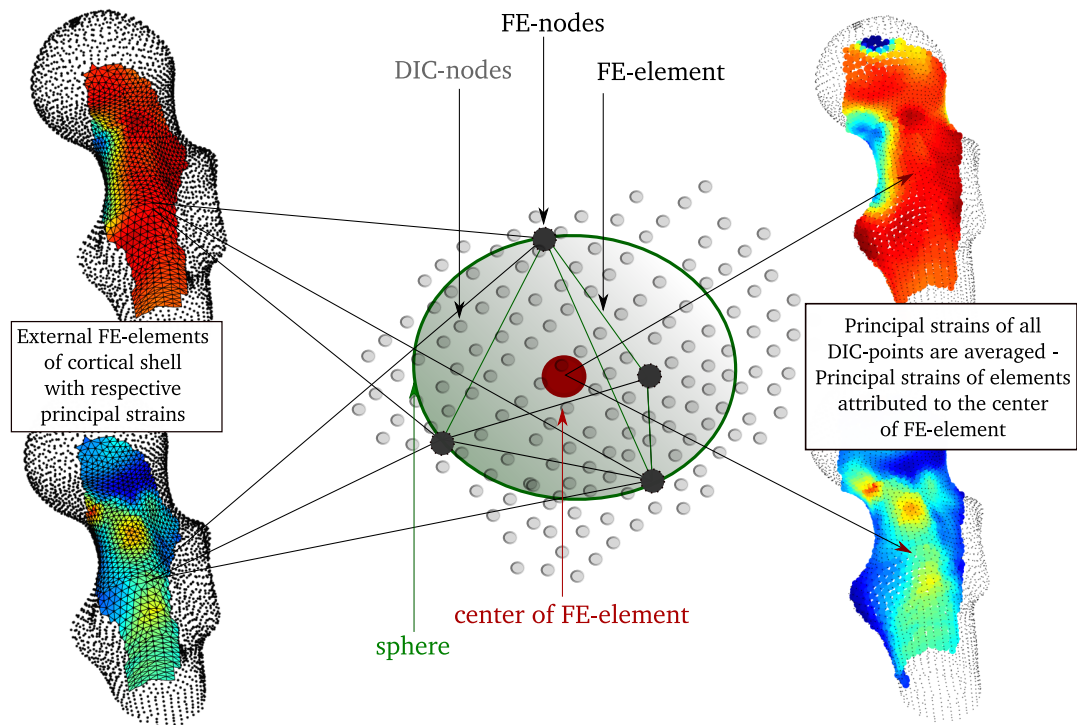 FE-nodes
DIC-nodes
FE-element
External FE-elements
of cortical shell
with respective
principal strains
Principal strains of all
DIC-points are averaged -
Principal strains of elements
attributed to the center
of FE-element
center of FE-element
sphere